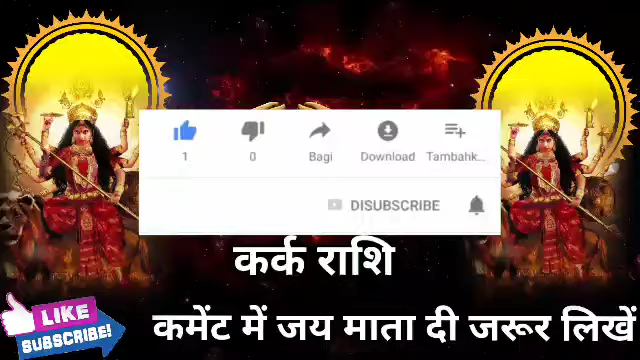 1
0
Bagi
Download
Tambahk...
DISUBSCRIBE
कर्क राशि
LIKE
SUBSCRIBE!
कमेंट में जय माता दी जरूर लिखें